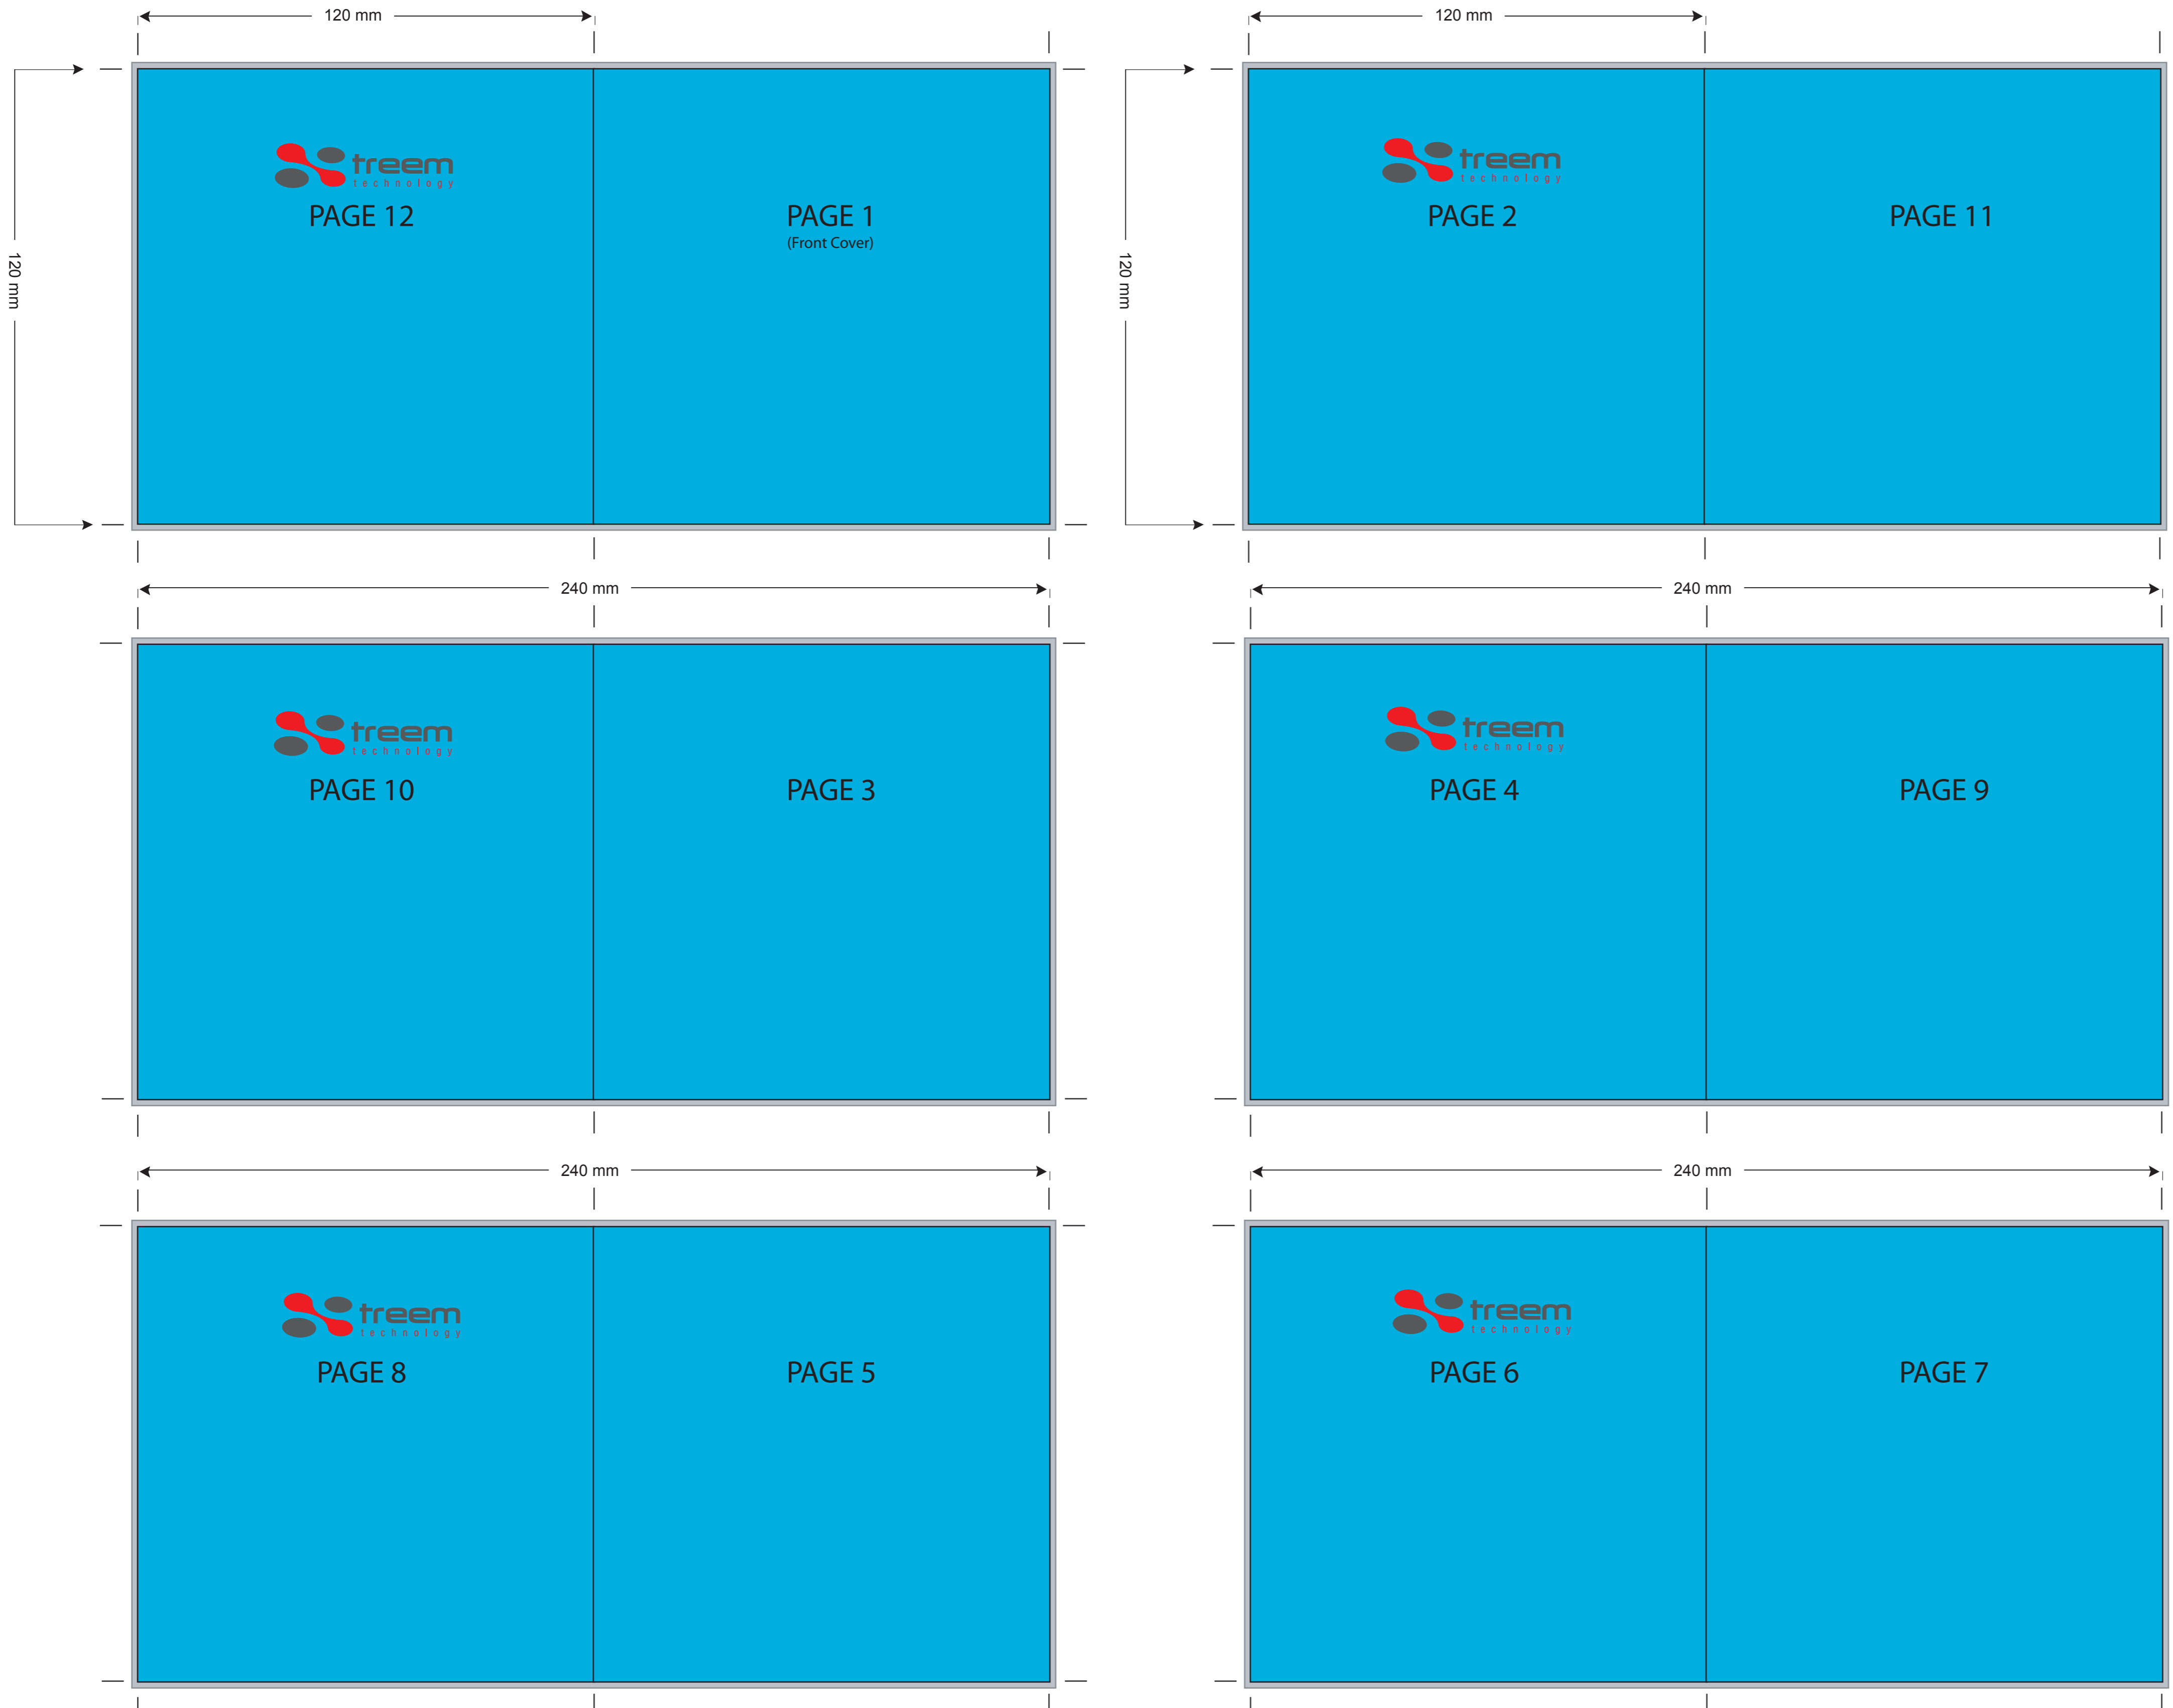 120 mm
120 mm
120 mm
120 mm
treem
technology
PAGE 12
PAGE 1
(Front Cover)
treem
technology
PAGE 2
PAGE 11
240 mm
240 mm
treem
technology
PAGE 10
PAGE 3
treem
technology
PAGE 4
PAGE 9
240 mm
240 mm
treem
technology
PAGE 8
PAGE 5
treem
technology
PAGE 6
PAGE 7